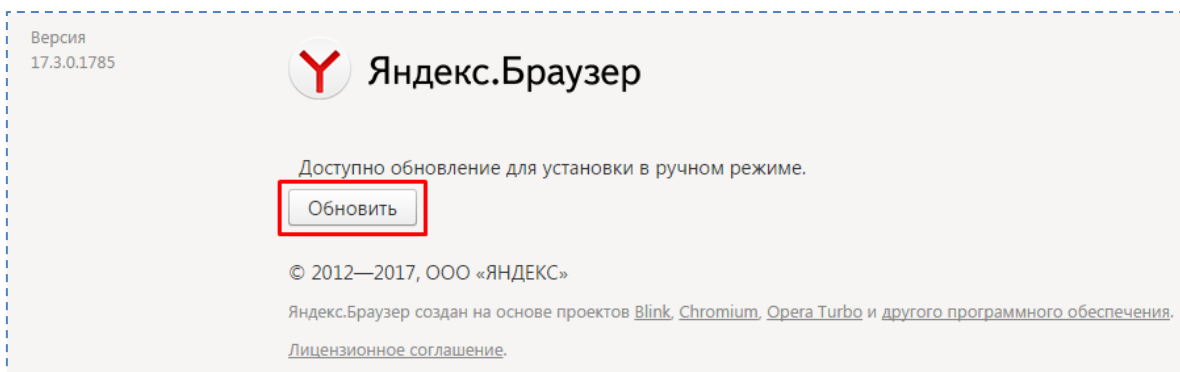 Версия
17.3.0.1785
Яндекс.Браузер
Доступно обновление для установки в ручном режиме.
Обновить
© 2012—2017, ООО «ЯНДЕКС»
Яндекс.Браузер создан на основе проектов Blink, Chromium, Opera Turbo и другого программного обеспечения.
Лицензионное соглашение.